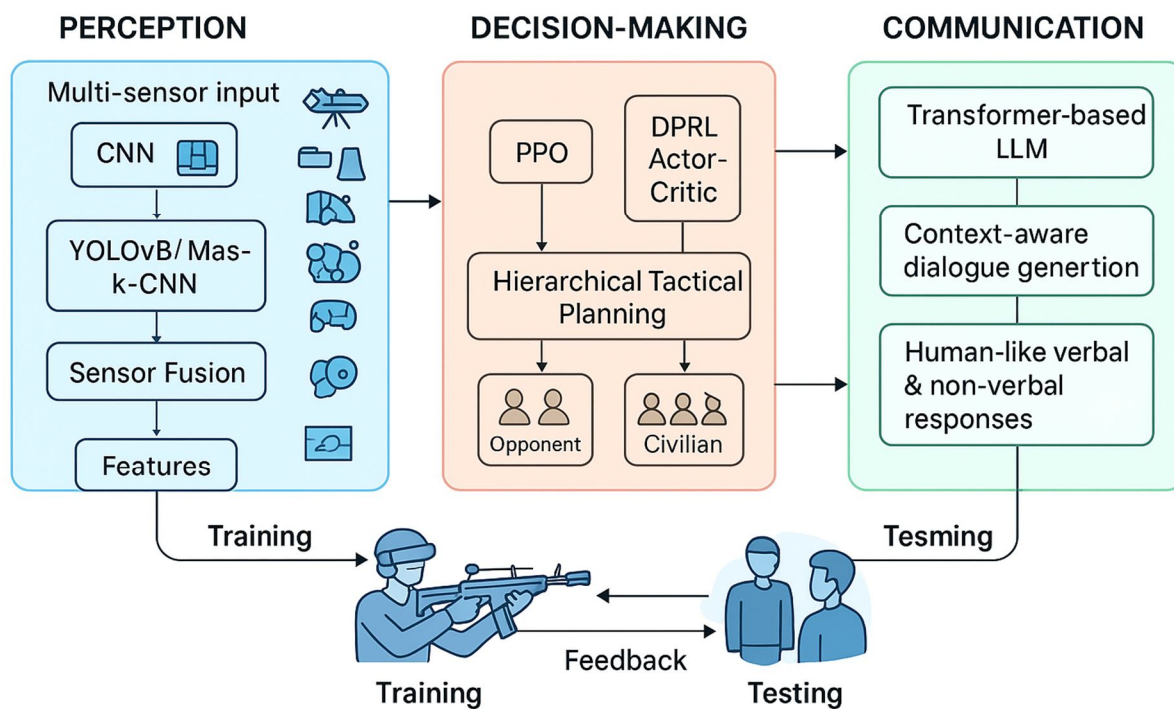 PERCEPTION
Multi-sensor input
CNN
YOLOvB/ Mas-
k-CNN
Sensor Fusion
Features
DECISION-MAKING
PPO
DPRL
Actor-
Critic
Hierarchical Tactical
Planning
Opponent
Civilian
COMMUNICATION
Transformer-based
LLM
Context-aware
dialogue genertion
Human-like verbal
& non-verbal
responses
Training
Tesming
Feedback
Training
Testing